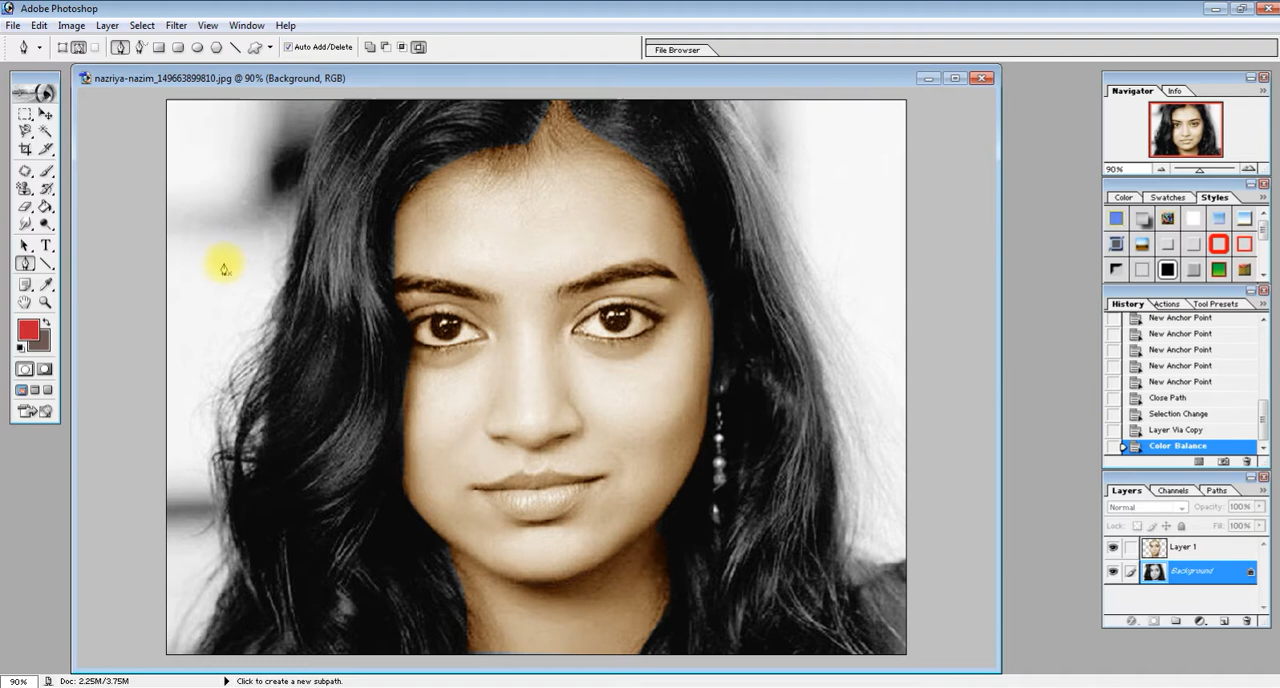 Adobe Photoshop
File Edit Image Layer Select Filter View Window Help
Auto Add/Delete
File Browser
nazriya-nazim_149663899810.jpg @ 90% (Background, RGB)
Navigator Info
90%
Color Swatches Styles
History Actions Tool Presets
New Anchor Point
New Anchor Point
New Anchor Point
New Anchor Point
New Anchor Point
Close Path
Selection Change
Layer Via Copy
Color Balance
Layers Channels Paths
Normal Opacity: 100%
Lock: Fill: 100%
Layer 1
Background
90% Doc: 2.25M/3.75M Click to create a new subpath.